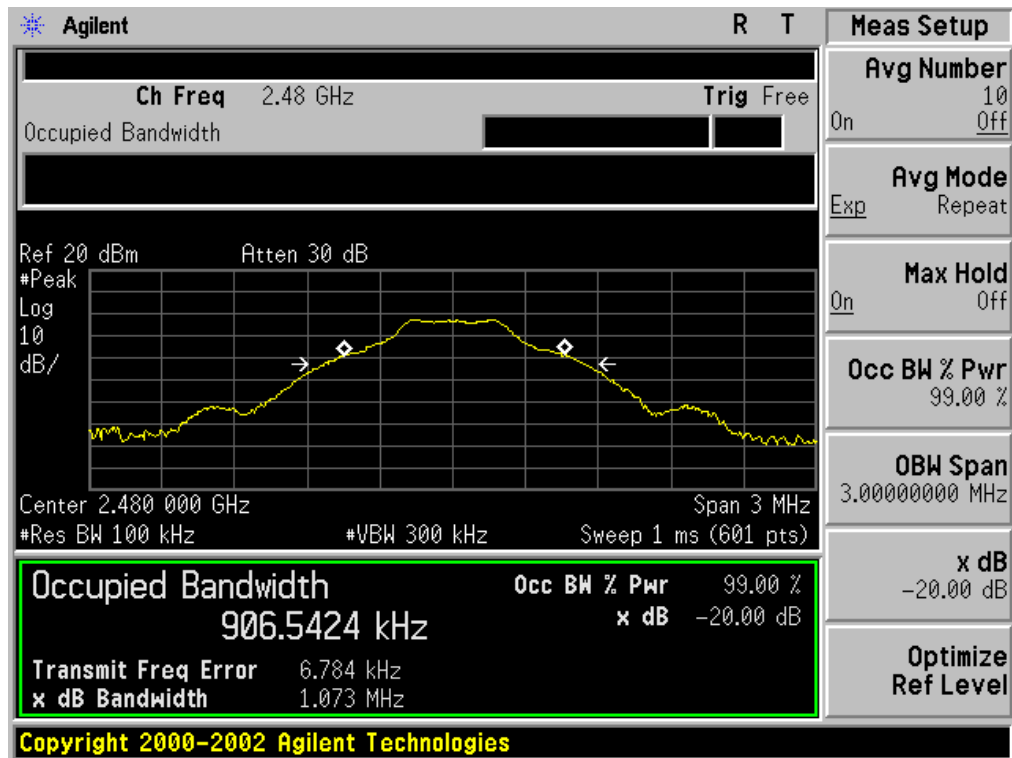 Agilent R T
Ch Freq 2.48 GHz Trig Free
Occupied Bandwidth
Ref 20 dBm Atten 30 dB
#Peak
Log
10
dB/
Center 2.480 000 GHz Span 3 MHz
#Res BW 100 kHz #VBW 300 kHz Sweep 1 ms (601 pts)
Occupied Bandwidth Occ BW % Pwr 99.00 %
906.5424 kHz x dB -20.00 dB
Transmit Freq Error 6.784 kHz
x dB Bandwidth 1.073 MHz
Copyright 2000-2002 Agilent Technologies
Meas Setup
Avg Number
10
On Off
Avg Mode
Exp Repeat
Max Hold
On Off
Occ BW % Pwr
99.00 %
OBW Span
3.00000000 MHz
x dB
-20.00 dB
Optimize
Ref Level